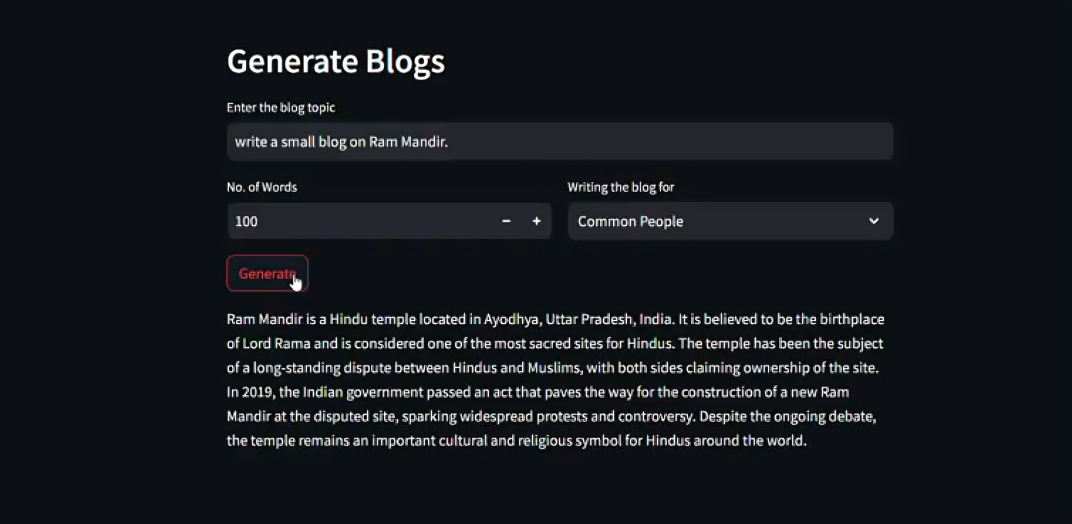 Generate Blogs
Enter the blog topic
write a small blog on Ram Mandir.
No. of Words
Writing the blog for
100
Common People
Generate
Ram Mandir is a Hindu temple located in Ayodhya, Uttar Pradesh, India. It is believed to be the birthplace
of Lord Rama and is considered one of the most sacred sites for Hindus. The temple has been the subject
of a long-standing dispute between Hindus and Muslims, with both sides claiming ownership of the site.
In 2019, the Indian government passed an act that paves the way for the construction of a new Ram
Mandir at the disputed site, sparking widespread protests and controversy. Despite the ongoing debate,
the temple remains an important cultural and religious symbol for Hindus around the world.